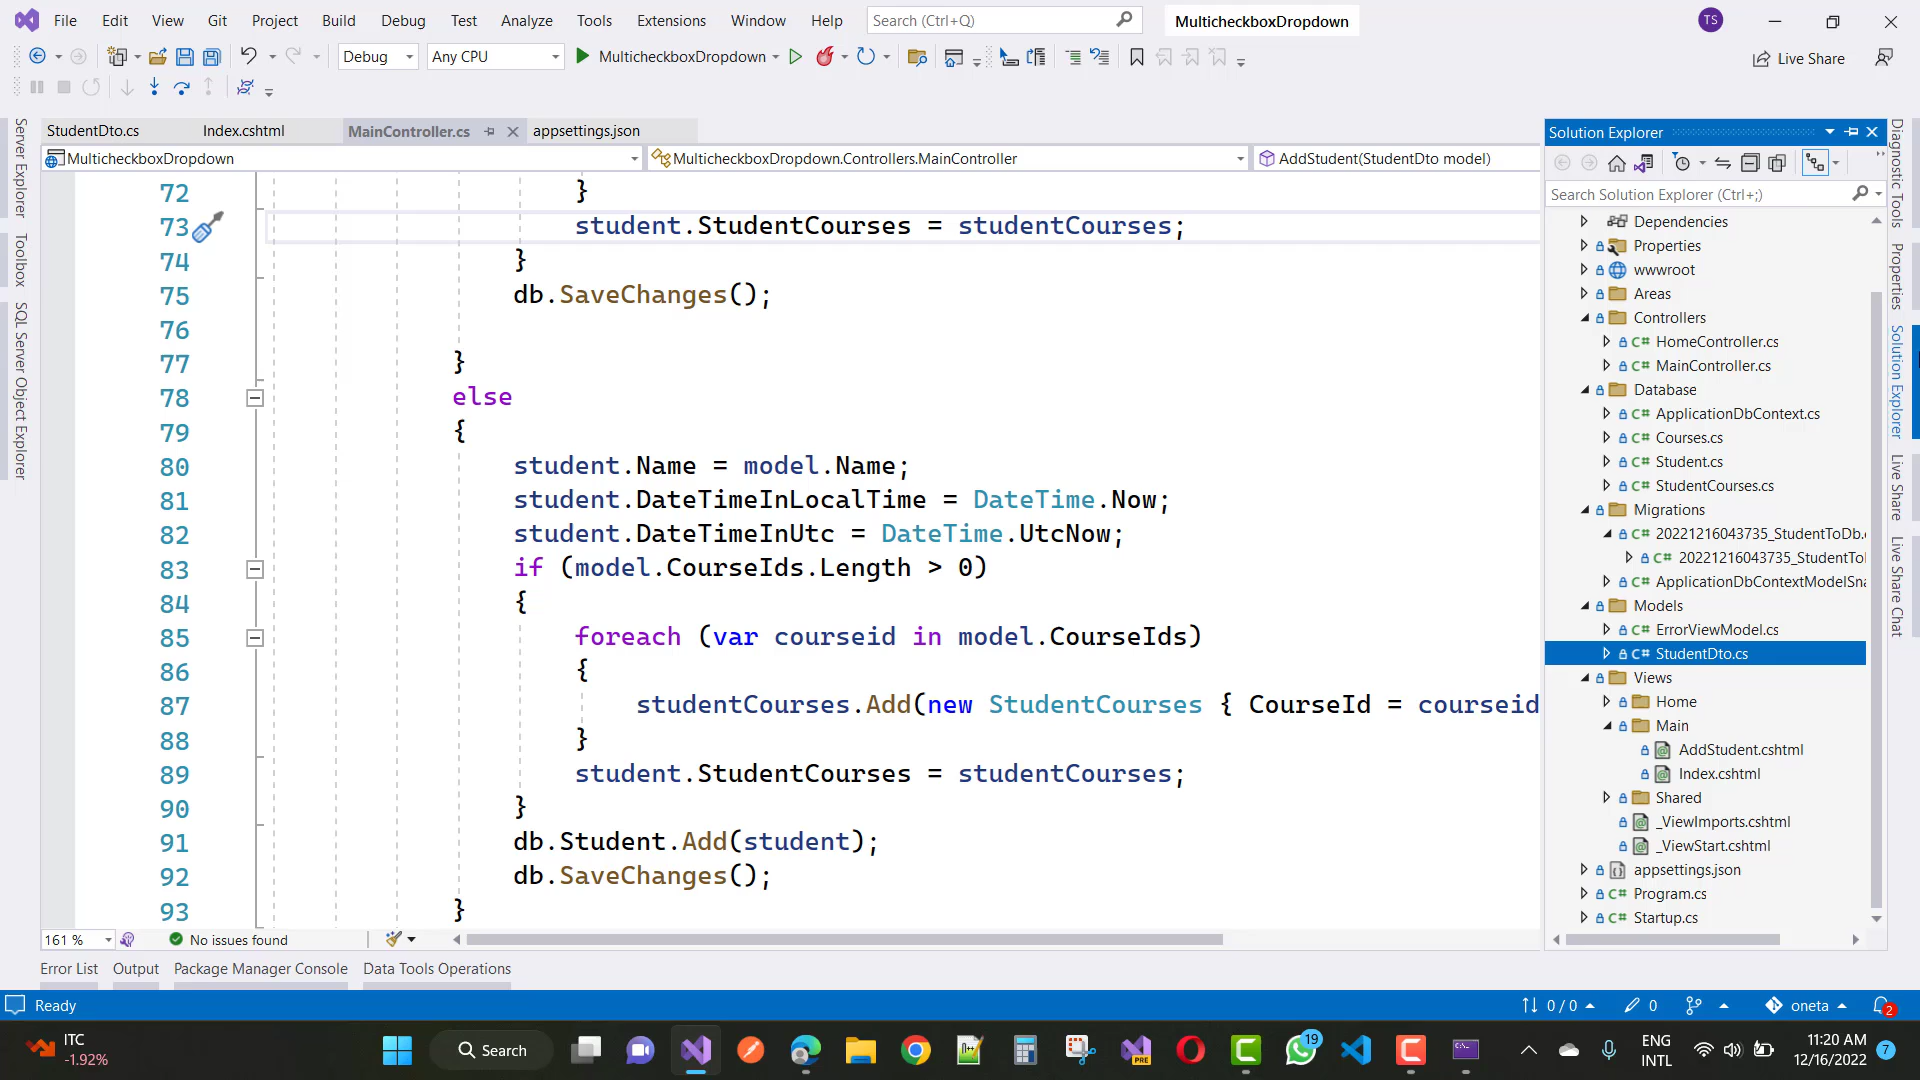 File Edit View Git Project Build Debug Test Analyze Tools Extensions Window Help Search (Ctrl+Q) MulticheckboxDropdown TS
Debug Any CPU MulticheckboxDropdown Live Share
StudentDto.cs Index.cshtml MainController.cs appsettings.json
MulticheckboxDropdown MulticheckboxDropdown.Controllers.MainController AddStudent(StudentDto model)
72 }
73 student.StudentCourses = studentCourses;
74 }
75 db.SaveChanges();
76
77 }
78 else
79 {
80 student.Name = model.Name;
81 student.DateTimeInLocalTime = DateTime.Now;
82 student.DateTimeInUtc = DateTime.UtcNow;
83 if (model.CourseIds.Length > 0)
84 {
85 foreach (var courseid in model.CourseIds)
86 {
87 studentCourses.Add(new StudentCourses { CourseId = courseid
88 }
89 student.StudentCourses = studentCourses;
90 }
91 db.Student.Add(student);
92 db.SaveChanges();
93 }
161 % No issues found
Server Explorer
Toolbox
SQL Server Object Explorer
Solution Explorer
Search Solution Explorer (Ctrl+;)
Dependencies
Properties
wwwroot
Areas
Controllers
C# HomeController.cs
C# MainController.cs
Database
C# ApplicationDbContext.cs
C# Courses.cs
C# Student.cs
C# StudentCourses.cs
Migrations
C# 20221216043735_StudentToDb.
C# 20221216043735_StudentTo
C# ApplicationDbContextModelSna
Models
C# ErrorViewModel.cs
C# StudentDto.cs
Views
Home
Main
AddStudent.cshtml
Index.cshtml
Shared
_ViewImports.cshtml
_ViewStart.cshtml
appsettings.json
C# Program.cs
C# Startup.cs
Diagnostic Tools
Properties
Solution Explorer
Live Share
Live Share Chat
Error List Output Package Manager Console Data Tools Operations
Ready 0 / 0 0 oneta 2
ITC
-1.92%
Search
PRE
19
ENG
INTL
11:20 AM
12/16/2022
7